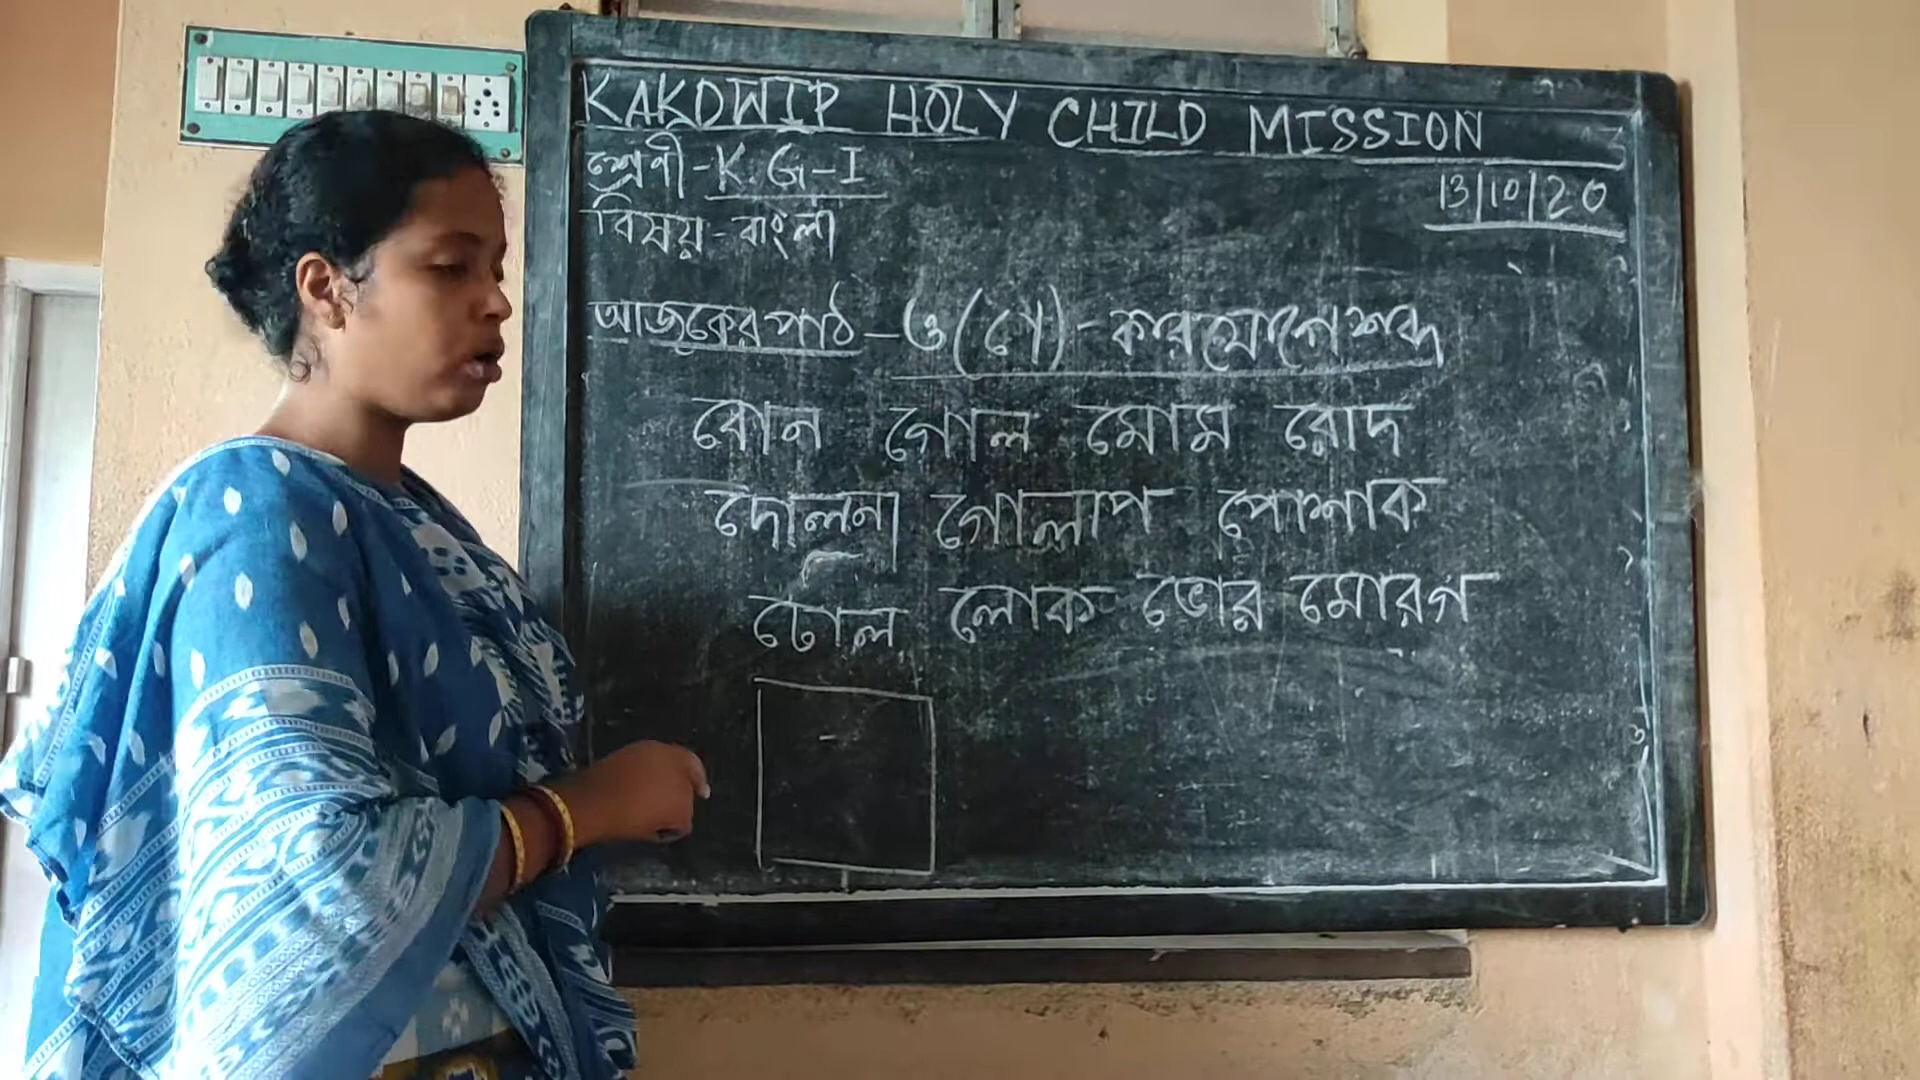 KAKDWIP HOLY CHILD MISSION
শ্রেণী - K.G-I
13/10/20
বিষয় - বাংলা
আজকের পাঠ - ও (ো) - কার যোগে শব্দ
কোন গোল মোম রোদ
দোলনা গোলাপ পোশাক
ঢোল লোক ভোর মোরগ